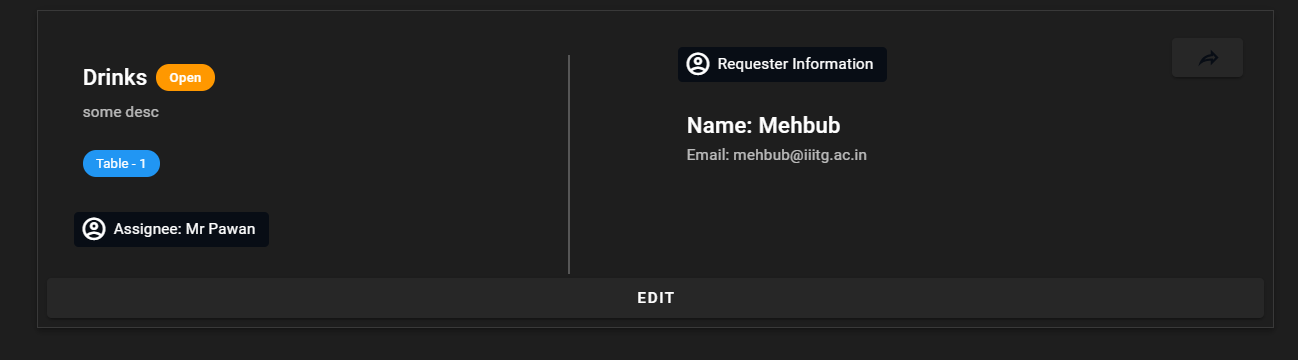 Drinks Open
some desc
Table - 1
Assignee: Mr Pawan
Requester Information
Name: Mehbub
Email: mehbub@iiitg.ac.in
EDIT